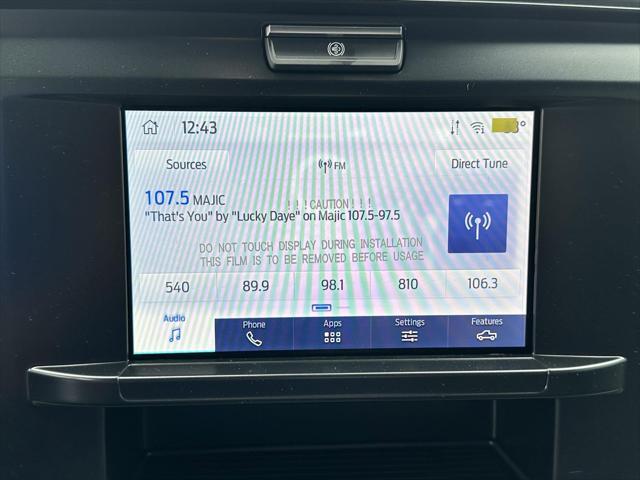 12:43
Sources
FM
Direct Tune
107.5 MAJIC
! ! ! CAUTION ! ! !
"That's You" by "Lucky Daye" on Majic 107.5-97.5
DO NOT TOUCH DISPLAY DURING INSTALLATION
THIS FILM IS TO BE REMOVED BEFORE USAGE
540 89.9 98.1 810 106.3
Audio Phone Apps Settings Features